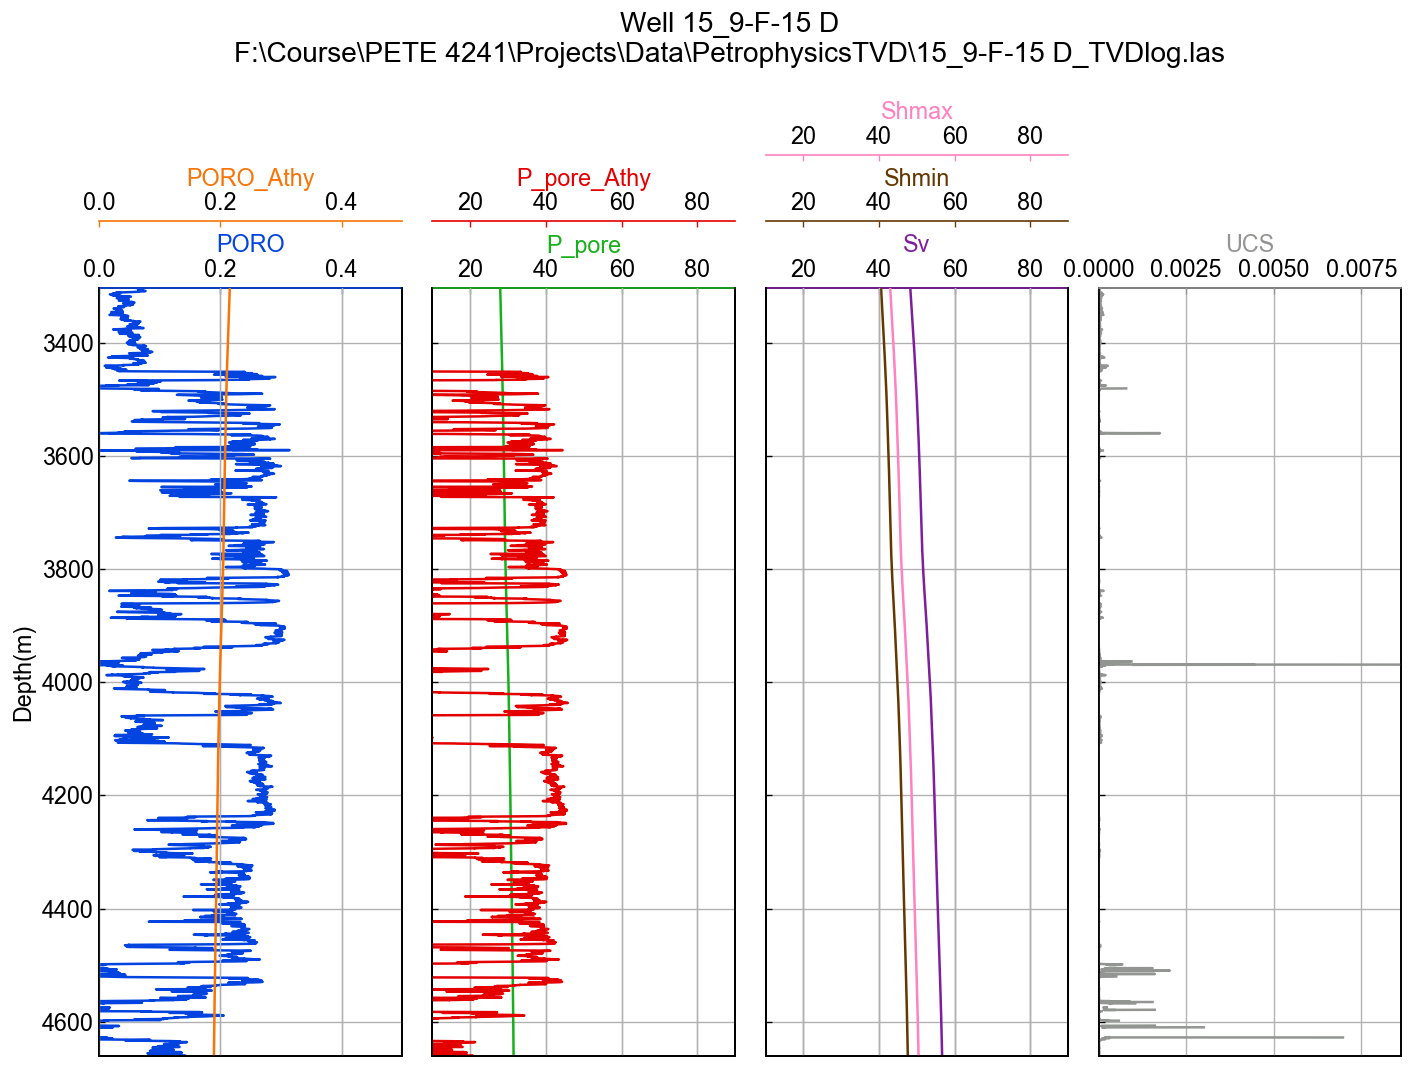 Well 15_9-F-15 D
F:\Course\PETE 4241\Projects\Data\PetrophysicsTVD\15_9-F-15 D_TVDlog.las
Shmax
20 40 60 80
PORO_Athy
P_pore_Athy
Shmin
0.0 0.2 0.4
20 40 60 80
20 40 60 80
PORO
P_pore
Sv
UCS
0.0 0.2 0.4
20 40 60 80
20 40 60 80
0.0000 0.0025 0.0050 0.0075
3400
3600
3800
4000
4200
4400
4600
Depth(m)